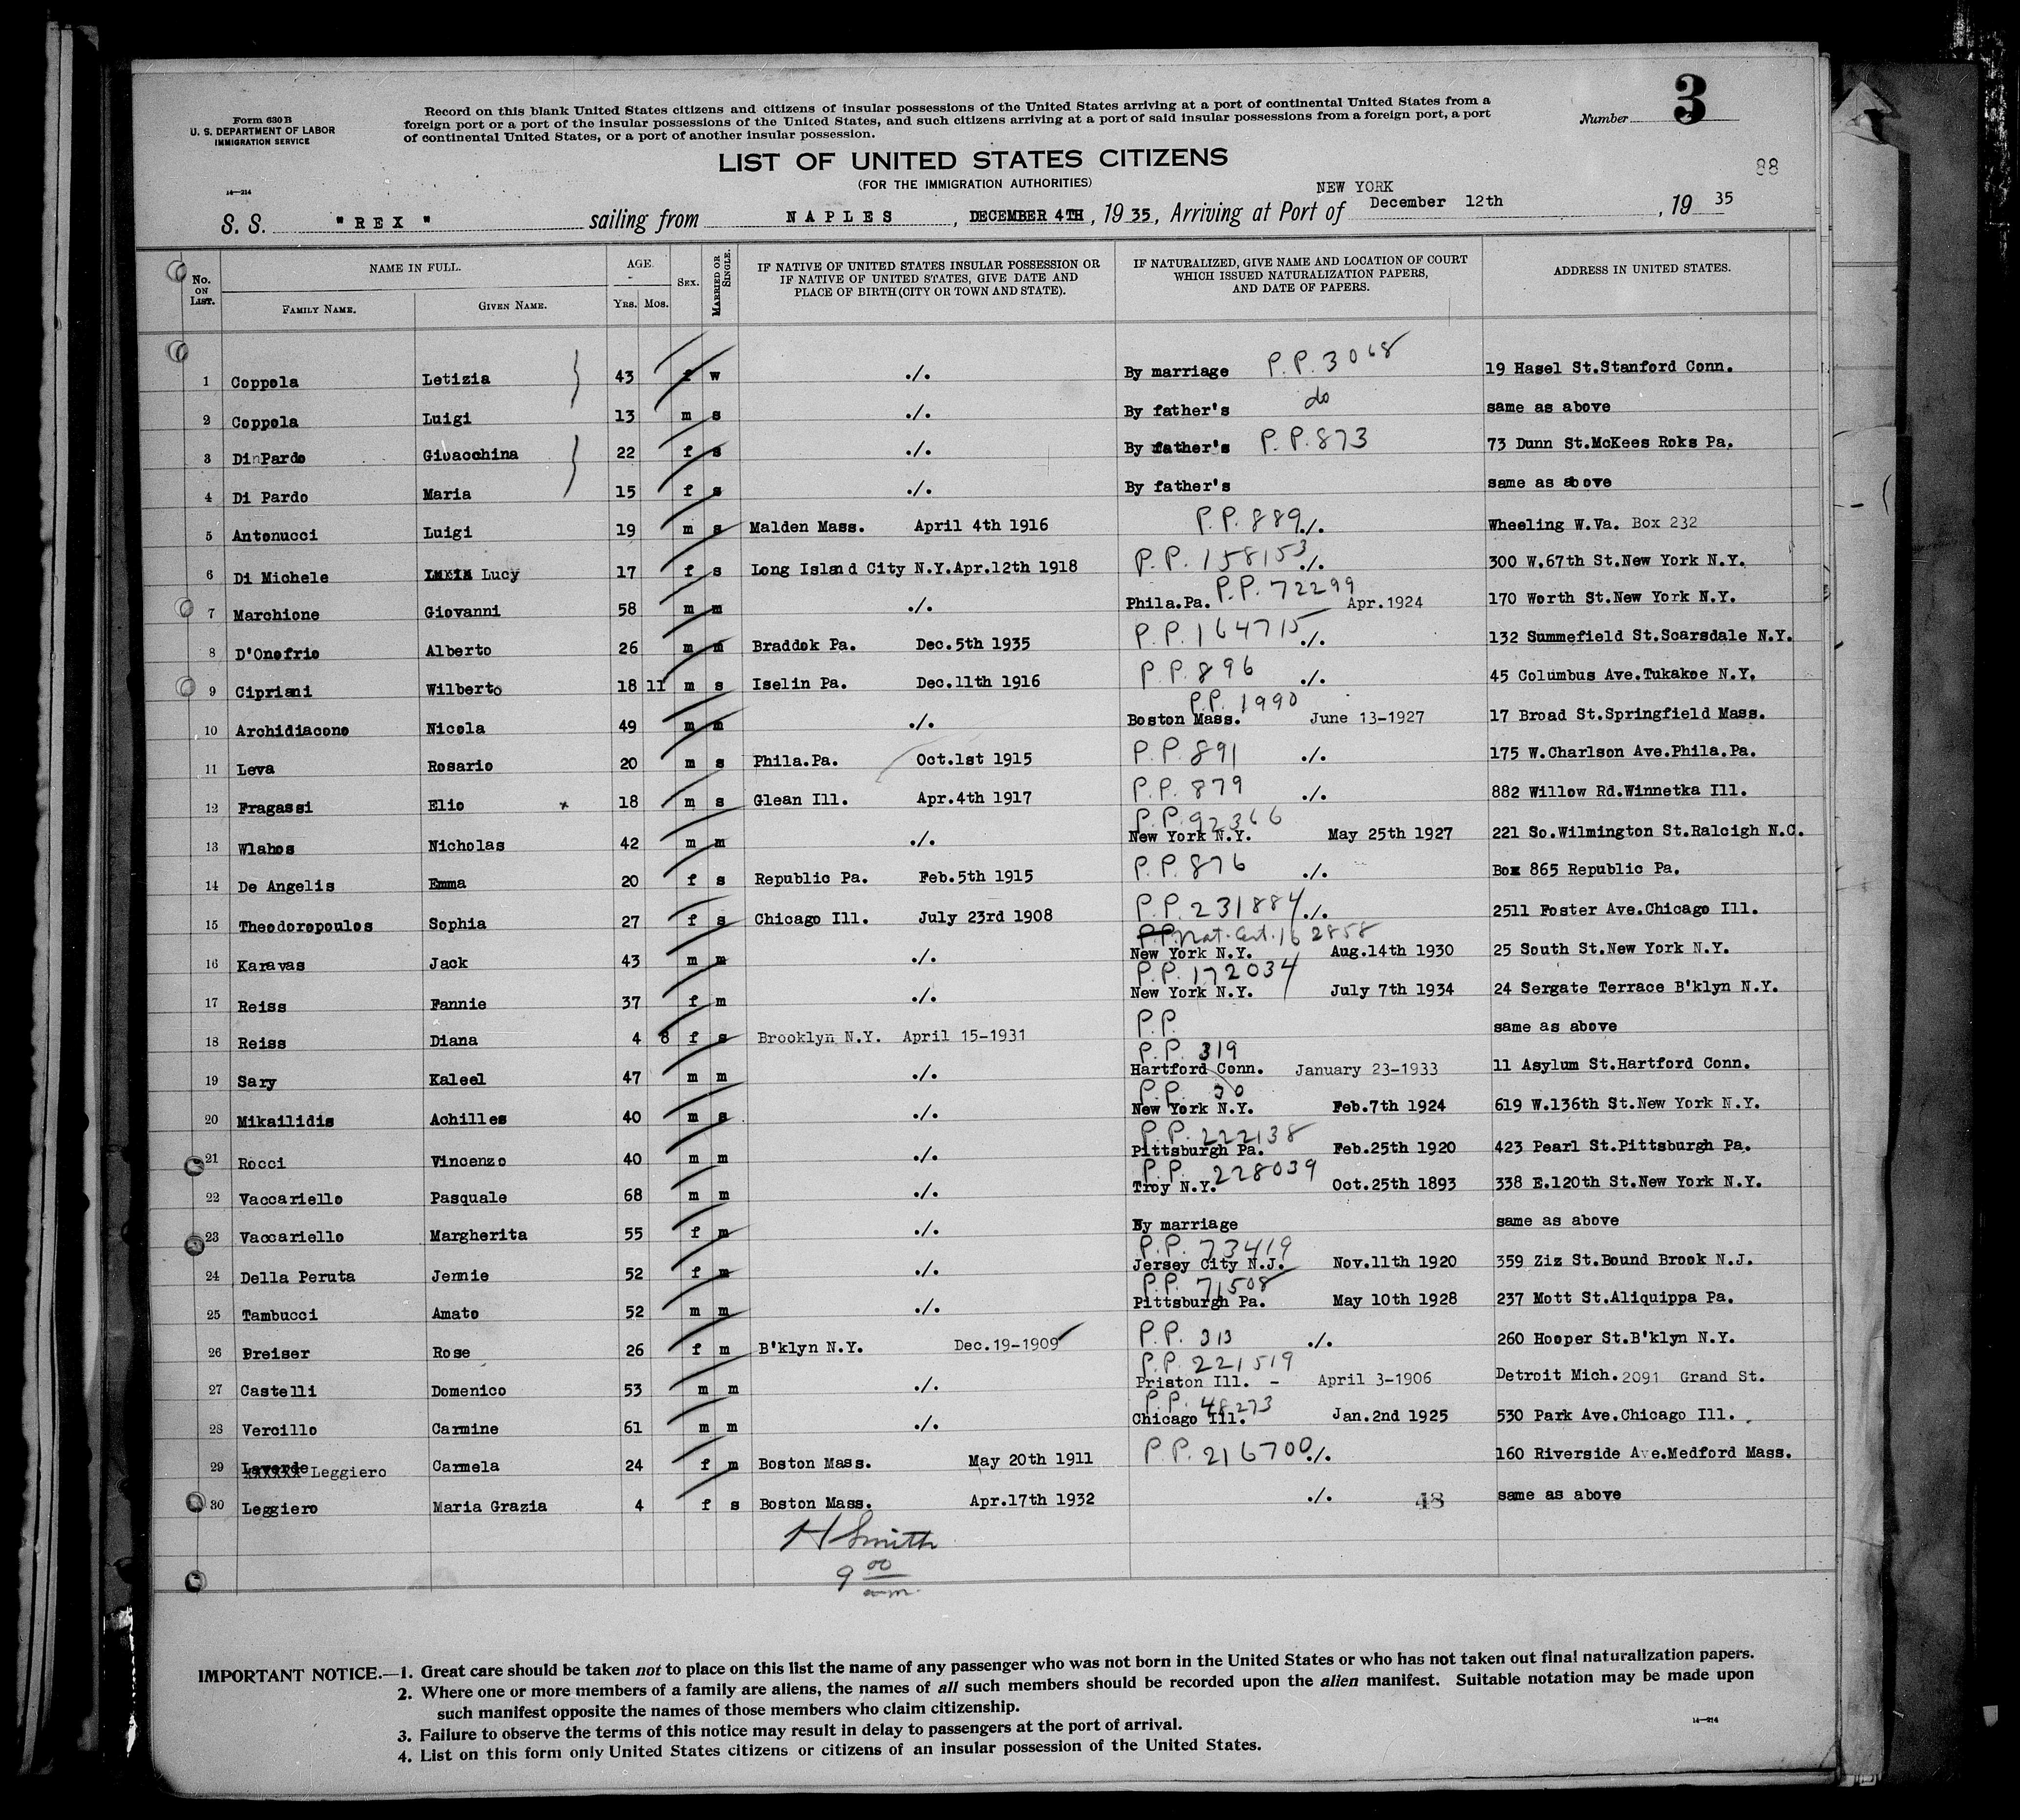 Form 630 B
U. S. DEPARTMENT OF LABOR
IMMIGRATION SERVICE
14—214
Record on this blank United States citizens and citizens of insular possessions of the United States arriving at a port of continental United States from a
foreign port or a port of the insular possessions of the United States, and such citizens arriving at a port of said insular possessions from a foreign port, a port
of continental United States, or a port of another insular possession.
Number 3
88
LIST OF UNITED STATES CITIZENS
(FOR THE IMMIGRATION AUTHORITIES)
S. S. "REX" sailing from NAPLES, DECEMBER 4TH, 1935, Arriving at Port of NEW YORK December 12th, 1935
No. ON LIST. NAME IN FULL. FAMILY NAME. GIVEN NAME. AGE. YRS. MOS. SEX. MARRIED OR SINGLE. IF NATIVE OF UNITED STATES INSULAR POSSESSION OR IF NATIVE OF UNITED STATES, GIVE DATE AND PLACE OF BIRTH (CITY OR TOWN AND STATE). IF NATURALIZED, GIVE NAME AND LOCATION OF COURT WHICH ISSUED NATURALIZATION PAPERS, AND DATE OF PAPERS. ADDRESS IN UNITED STATES.
1 Coppola Letizia 43 f w ./. By marriage P.P. 3068 19 Hasel St.Stanford Conn.
2 Coppola Luigi 13 m s ./. By father's do same as above
3 DinPardo Gioacchina 22 f s ./. By father's P.P. 873 73 Dunn St.McKees Roks Pa.
4 Di Pardo Maria 15 f s ./. By father's same as above
5 Antonucci Luigi 19 m s Malden Mass. April 4th 1916 P.P. 889 ./. Wheeling W.Va. Box 232
6 Di Michele Lucy 17 f s Long Island City N.Y.Apr.12th 1918 P.P. 158153 ./. 300 W.67th St.New York N.Y.
7 Marchione Giovanni 58 m m ./. Phila.Pa. P.P. 72299 Apr.1924 170 Worth St.New York N.Y.
8 D'Onofrio Alberto 26 m m Braddok Pa. Dec.5th 1935 P.P. 164715 ./. 132 Summefield St.Scarsdale N.Y.
9 Cipriani Wilberto 18 11 m s Iselin Pa. Dec.11th 1916 P.P. 896 ./. 45 Columbus Ave.Tukakoe N.Y.
10 Archidiacono Nicola 49 m m ./. P.P. 1990 Boston Mass. June 13-1927 17 Broad St.Springfield Mass.
11 Leva Rosario 20 m s Phila.Pa. Oct.1st 1915 P.P. 891 ./. 175 W.Charlson Ave.Phila.Pa.
12 Fragassi Elio x 18 m s Glean Ill. Apr.4th 1917 P.P. 879 ./. 882 Willow Rd.Winnetka Ill.
13 Wlahos Nicholas 42 m m ./. P.P. 92366 New York N.Y. May 25th 1927 221 So.Wilmington St.Raleigh N.C.
14 De Angelis Emma 20 f s Republic Pa. Feb.5th 1915 P.P. 876 ./. Box 865 Republic Pa.
15 Theodoropoulos Sophia 27 f s Chicago Ill. July 23rd 1908 P.P. 231884 ./. 2511 Foster Ave.Chicago Ill.
16 Karavas Jack 43 m m ./. P.P. Nat. Cert. 162858 New York N.Y. Aug.14th 1930 25 South St.New York N.Y.
17 Reiss Fannie 37 f m ./. P.P. 172034 New York N.Y. July 7th 1934 24 Sergate Terrace B'klyn N.Y.
18 Reiss Diana 4 8 f s Brooklyn N.Y. April 15-1931 P.P. same as above
19 Sary Kaleel 47 m m ./. P.P. 319 Hartford Conn. January 23-1933 11 Asylum St.Hartford Conn.
20 Mikailidis Achilles 40 m s ./. P.P. 30 New York N.Y. Feb.7th 1924 619 W.136th St.New York N.Y.
21 Rocci Vincenzo 40 m m ./. P.P. 222138 Pittsburgh Pa. Feb.25th 1920 423 Pearl St.Pittsburgh Pa.
22 Vaccariello Pasquale 68 m m ./. P.P. 228039 Troy N.Y. Oct.25th 1893 338 E.120th St.New York N.Y.
23 Vaccariello Margherita 55 f m ./. By marriage same as above
24 Della Peruta Jennie 52 f m ./. P.P. 73419 Jersey City N.J. Nov.11th 1920 359 Ziz St.Bound Brook N.J.
25 Tambucci Amato 52 m m ./. P.P. 71508 Pittsburgh Pa. May 10th 1928 237 Mott St.Aliquippa Pa.
26 Dreiser Rose 26 f m B'klyn N.Y. Dec.19-1909 P.P. 313 ./. 260 Hooper St.B'klyn N.Y.
27 Castelli Domenico 53 m m ./. P.P. 221519 Priston Ill. - April 3-1906 Detroit Mich. 2091 Grand St.
28 Vercillo Carmine 61 m m ./. P.P. 48273 Chicago Ill. Jan.2nd 1925 530 Park Ave.Chicago Ill.
29 Laverde Leggiero Carmela 24 f m Boston Mass. May 20th 1911 P.P. 216700 ./. 160 Riverside Ave.Medford Mass.
30 Leggiero Maria Grazia 4 f s Boston Mass. Apr.17th 1932 ./. 48 same as above
H Smith
9 00
am
IMPORTANT NOTICE.—1. Great care should be taken not to place on this list the name of any passenger who was not born in the United States or who has not taken out final naturalization papers.
2. Where one or more members of a family are aliens, the names of all such members should be recorded upon the alien manifest. Suitable notation may be made upon
such manifest opposite the names of those members who claim citizenship.
3. Failure to observe the terms of this notice may result in delay to passengers at the port of arrival.
4. List on this form only United States citizens or citizens of an insular possession of the United States.
14—214